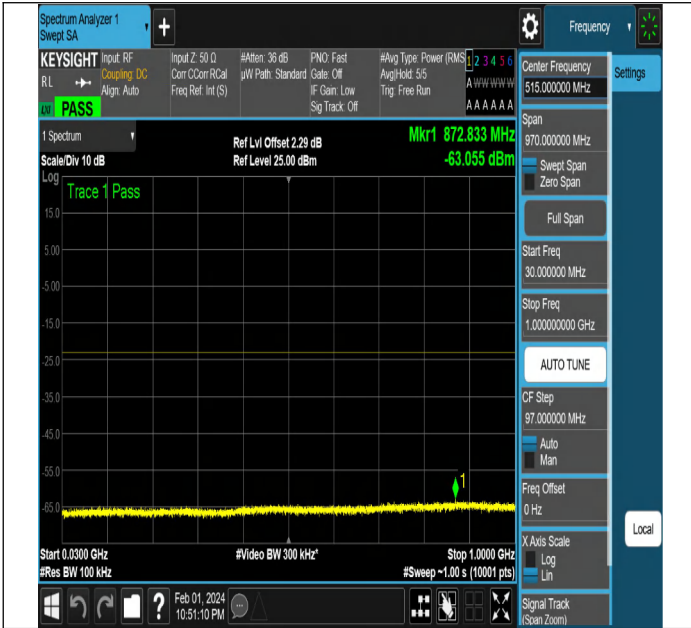 Spectrum Analyzer 1
Swept SA
+
Frequency
KEYSIGHT
RL
LXI
PASS
Input: RF
Coupling: DC
Align: Auto
Input Z: 50 Ω
Corr CCorr RCal
Freq Ref: Int (S)
#Atten: 36 dB
µW Path: Standard
PNO: Fast
Gate: Off
IF Gain: Low
Sig Track: Off
#Avg Type: Power (RMS
Avg|Hold: 5/5
Trig: Free Run
1 2 3 4 5 6
A W W W W W
A A A A A A
Center Frequency
515.000000 MHz
Settings
1 Spectrum
Scale/Div 10 dB
Ref Lvl Offset 2.29 dB
Ref Level 25.00 dBm
Mkr1 872.833 MHz
-63.055 dBm
Log
Trace 1 Pass
15.0
5.00
-5.00
-15.0
-25.0
-35.0
-45.0
-55.0
-65.0
1
Start 0.0300 GHz
#Res BW 100 kHz
#Video BW 300 kHz*
Stop 1.0000 GHz
#Sweep ~1.00 s (10001 pts)
Span
970.000000 MHz
Swept Span
Zero Span
Full Span
Start Freq
30.000000 MHz
Stop Freq
1.000000000 GHz
AUTO TUNE
CF Step
97.000000 MHz
Auto
Man
Freq Offset
0 Hz
X Axis Scale
Log
Lin
Local
Signal Track
(Span Zoom)
?
Feb 01, 2024
10:51:10 PM